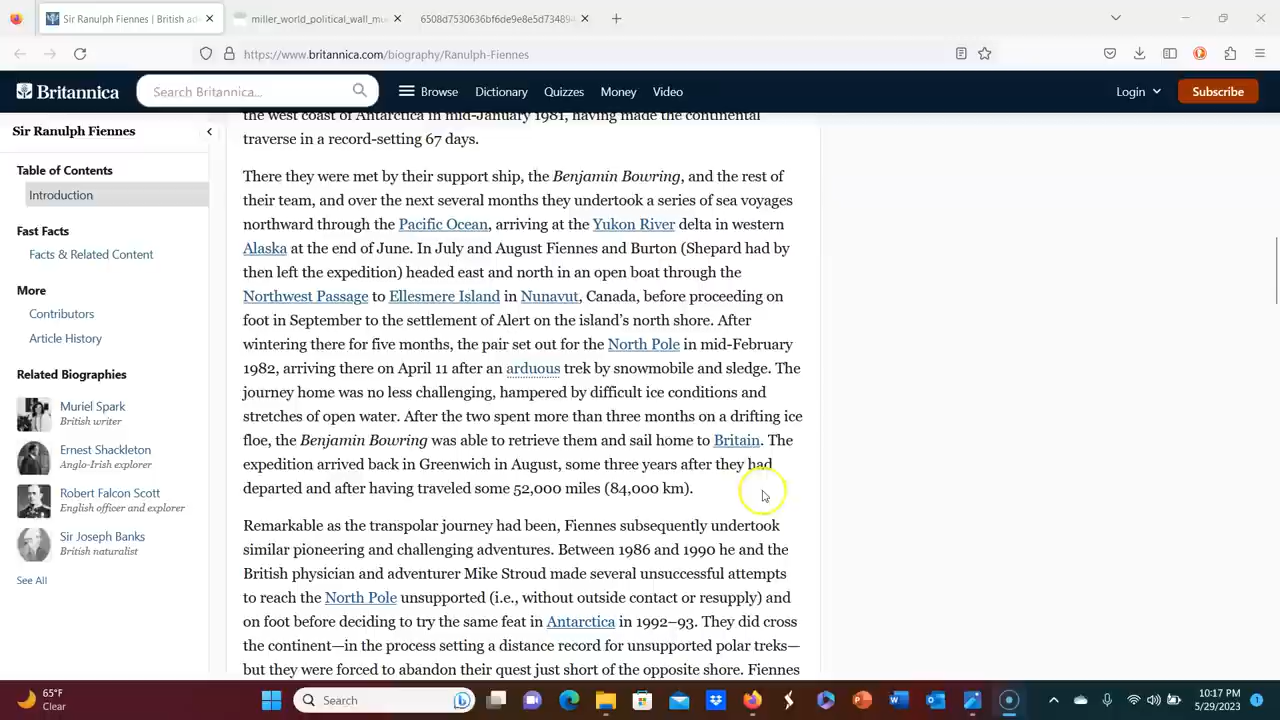 Sir Ranulph Fiennes | British ad
miller_world_political_wall_mu
6508d7530636bf6de9e8e5d73489
https://www.britannica.com/biography/Ranulph-Fiennes
Britannica
Search Britannica...
Browse
Dictionary
Quizzes
Money
Video
Login
Subscribe
Sir Ranulph Fiennes
Table of Contents
Introduction
Fast Facts
Facts & Related Content
More
Contributors
Article History
Related Biographies
Muriel Spark
British writer
Ernest Shackleton
Anglo-Irish explorer
Robert Falcon Scott
English officer and explorer
Sir Joseph Banks
British naturalist
See All
the west coast of Antarctica in mid-January 1981, having made the continental
traverse in a record-setting 67 days.
There they were met by their support ship, the Benjamin Bowring, and the rest of
their team, and over the next several months they undertook a series of sea voyages
northward through the Pacific Ocean, arriving at the Yukon River delta in western
Alaska at the end of June. In July and August Fiennes and Burton (Shepard had by
then left the expedition) headed east and north in an open boat through the
Northwest Passage to Ellesmere Island in Nunavut, Canada, before proceeding on
foot in September to the settlement of Alert on the island's north shore. After
wintering there for five months, the pair set out for the North Pole in mid-February
1982, arriving there on April 11 after an arduous trek by snowmobile and sledge. The
journey home was no less challenging, hampered by difficult ice conditions and
stretches of open water. After the two spent more than three months on a drifting ice
floe, the Benjamin Bowring was able to retrieve them and sail home to Britain. The
expedition arrived back in Greenwich in August, some three years after they had
departed and after having traveled some 52,000 miles (84,000 km).
Remarkable as the transpolar journey had been, Fiennes subsequently undertook
similar pioneering and challenging adventures. Between 1986 and 1990 he and the
British physician and adventurer Mike Stroud made several unsuccessful attempts
to reach the North Pole unsupported (i.e., without outside contact or resupply) and
on foot before deciding to try the same feat in Antarctica in 1992–93. They did cross
the continent—in the process setting a distance record for unsupported polar treks—
but they were forced to abandon their quest just short of the opposite shore. Fiennes
65°F
Clear
Search
10:17 PM
5/29/2023